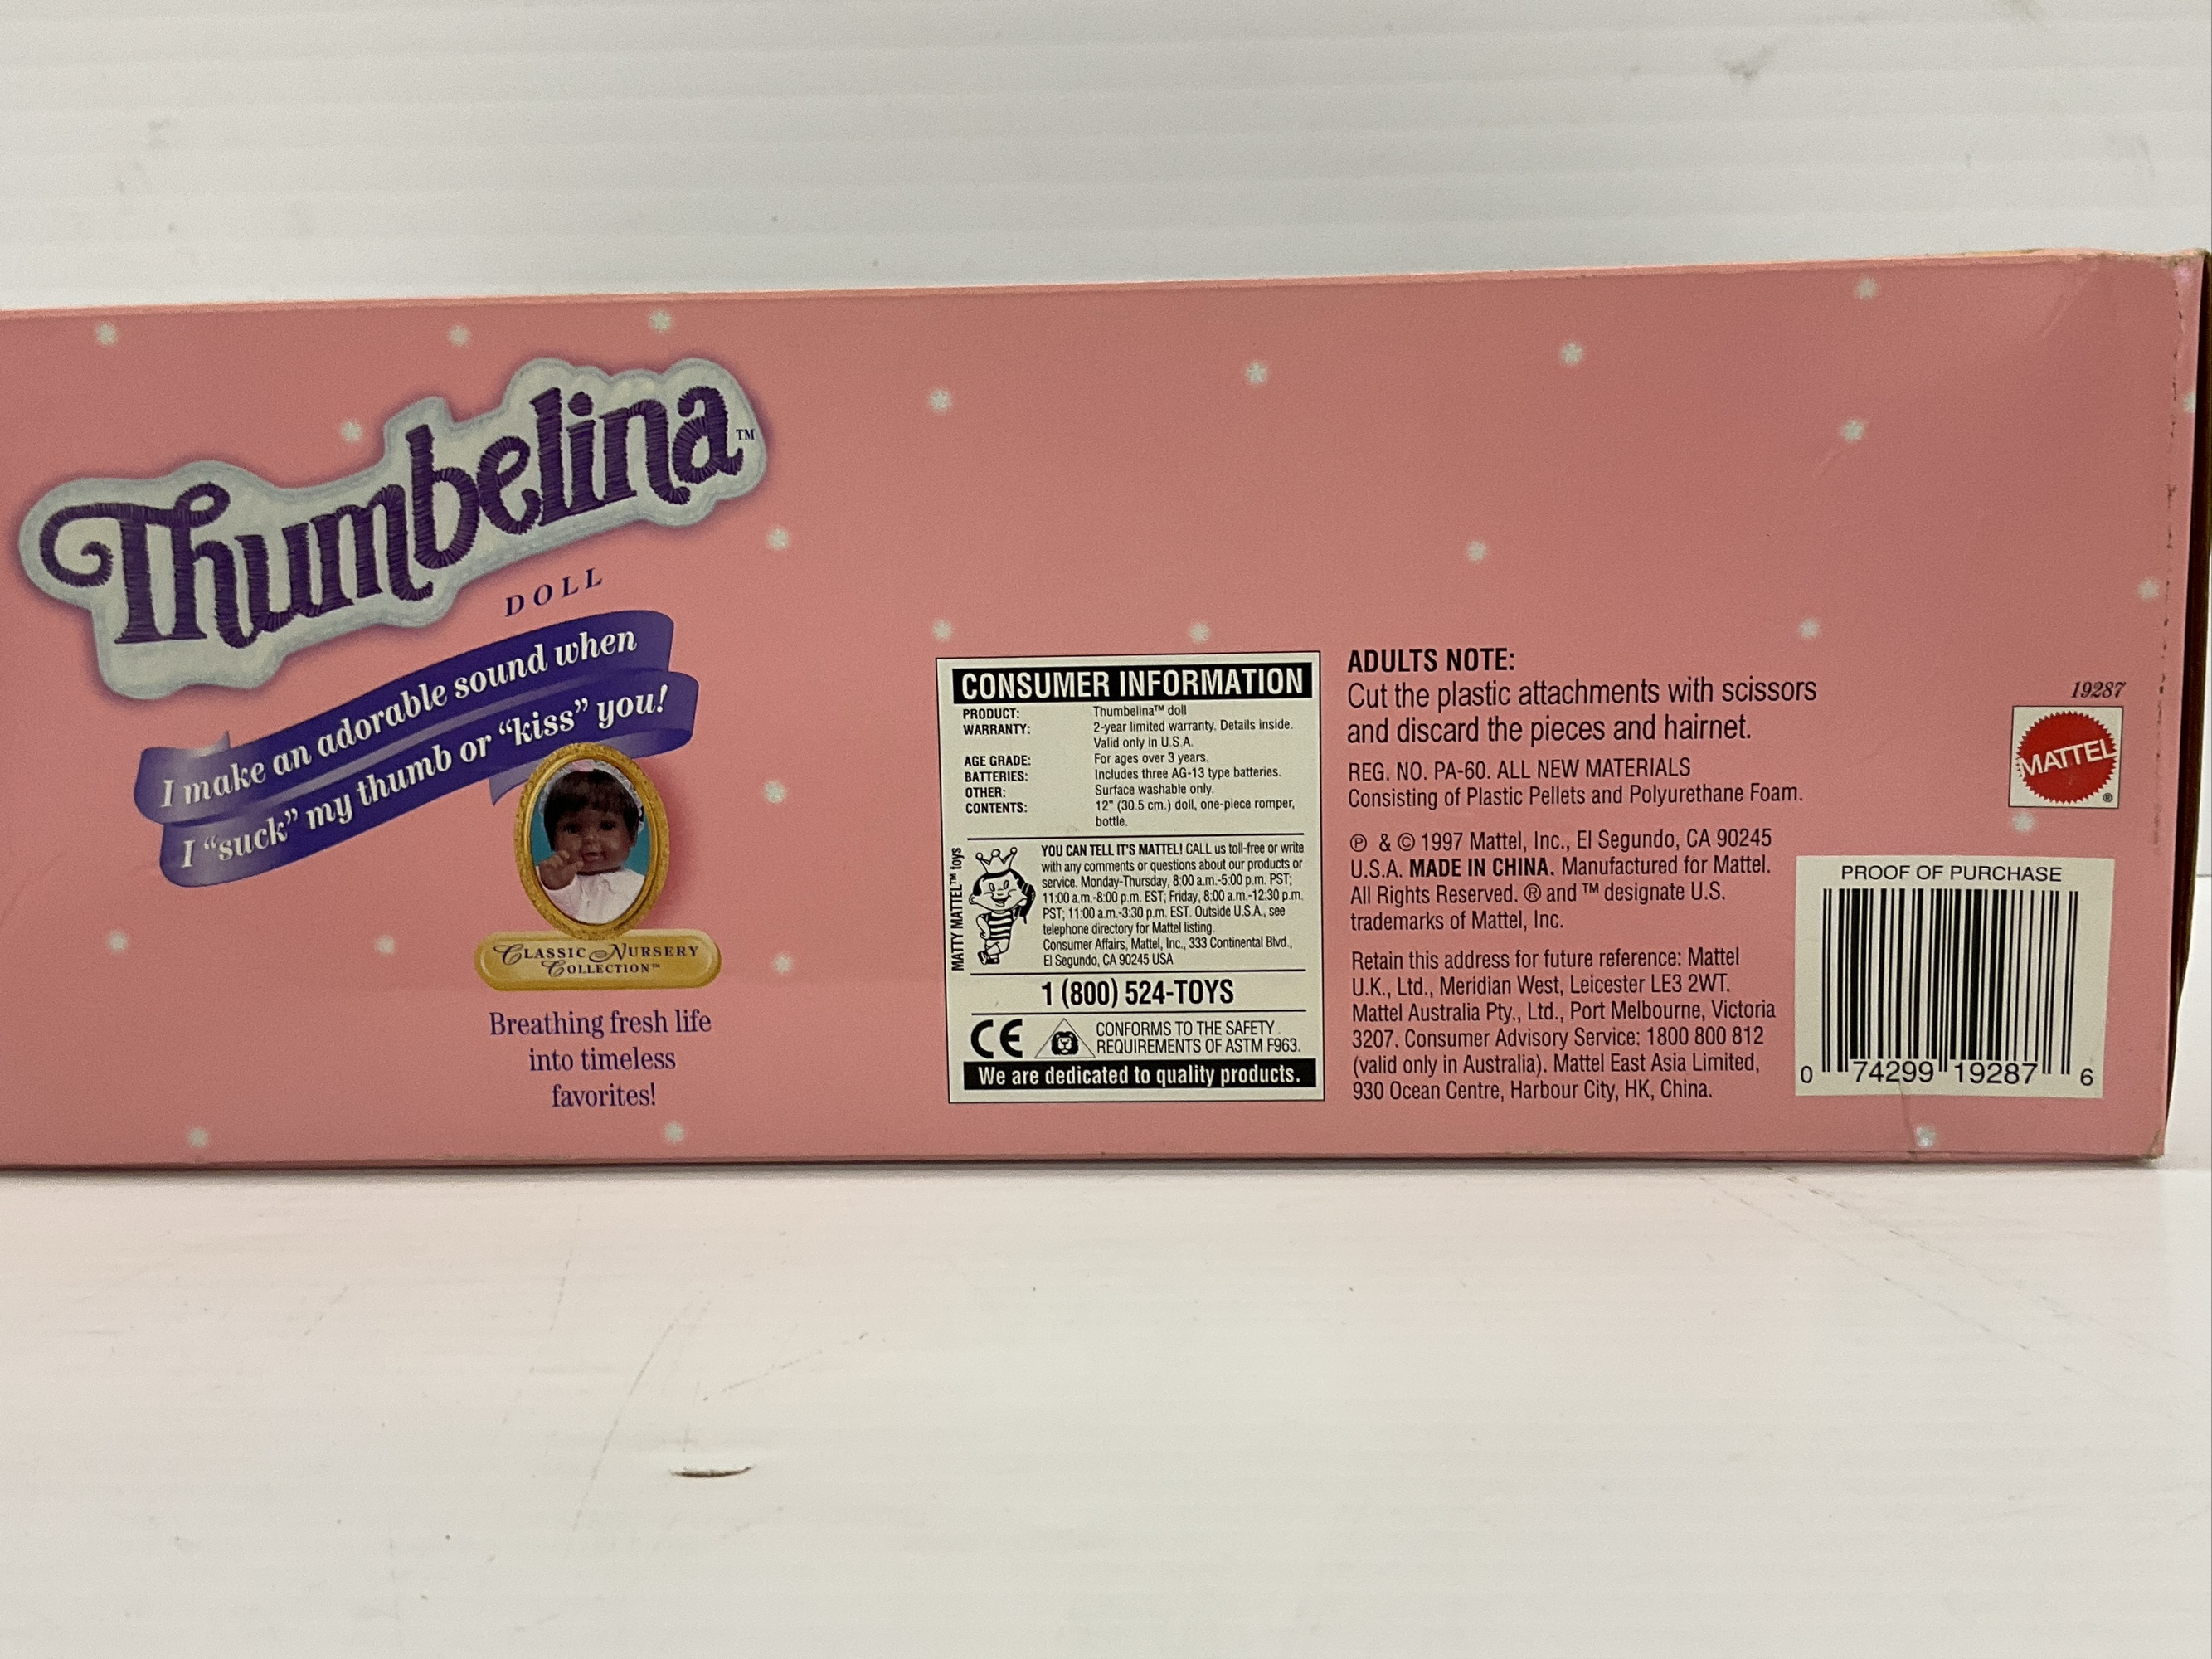 Thumbelina™
DOLL
I make an adorable sound when
I "suck" my thumb or "kiss" you!
CLASSIC NURSERY
COLLECTION™
Breathing fresh life
into timeless
favorites!
CONSUMER INFORMATION
PRODUCT: Thumbelina™ doll
WARRANTY: 2-year limited warranty. Details inside.
Valid only in U.S.A.
AGE GRADE: For ages over 3 years.
BATTERIES: Includes three AG-13 type batteries.
OTHER: Surface washable only.
CONTENTS: 12" (30.5 cm.) doll, one-piece romper,
bottle.
MATTY MATTEL™ toys
YOU CAN TELL IT'S MATTEL! CALL us toll-free or write
with any comments or questions about our products or
service. Monday-Thursday, 8:00 a.m.-5:00 p.m. PST;
11:00 a.m.-8:00 p.m. EST; Friday, 8:00 a.m.-12:30 p.m.
PST; 11:00 a.m.-3:30 p.m. EST. Outside U.S.A., see
telephone directory for Mattel listing.
Consumer Affairs, Mattel, Inc., 333 Continental Blvd.,
El Segundo, CA 90245 USA
1 (800) 524-TOYS
CE CONFORMS TO THE SAFETY
REQUIREMENTS OF ASTM F963.
We are dedicated to quality products.
ADULTS NOTE:
Cut the plastic attachments with scissors
and discard the pieces and hairnet.
REG. NO. PA-60. ALL NEW MATERIALS
Consisting of Plastic Pellets and Polyurethane Foam.
℗ & © 1997 Mattel, Inc., El Segundo, CA 90245
U.S.A. MADE IN CHINA. Manufactured for Mattel.
All Rights Reserved. ® and ™ designate U.S.
trademarks of Mattel, Inc.
Retain this address for future reference: Mattel
U.K., Ltd., Meridian West, Leicester LE3 2WT.
Mattel Australia Pty., Ltd., Port Melbourne, Victoria
3207. Consumer Advisory Service: 1800 800 812
(valid only in Australia). Mattel East Asia Limited,
930 Ocean Centre, Harbour City, HK, China.
19287
MATTEL®
PROOF OF PURCHASE
0 74299 19287 6